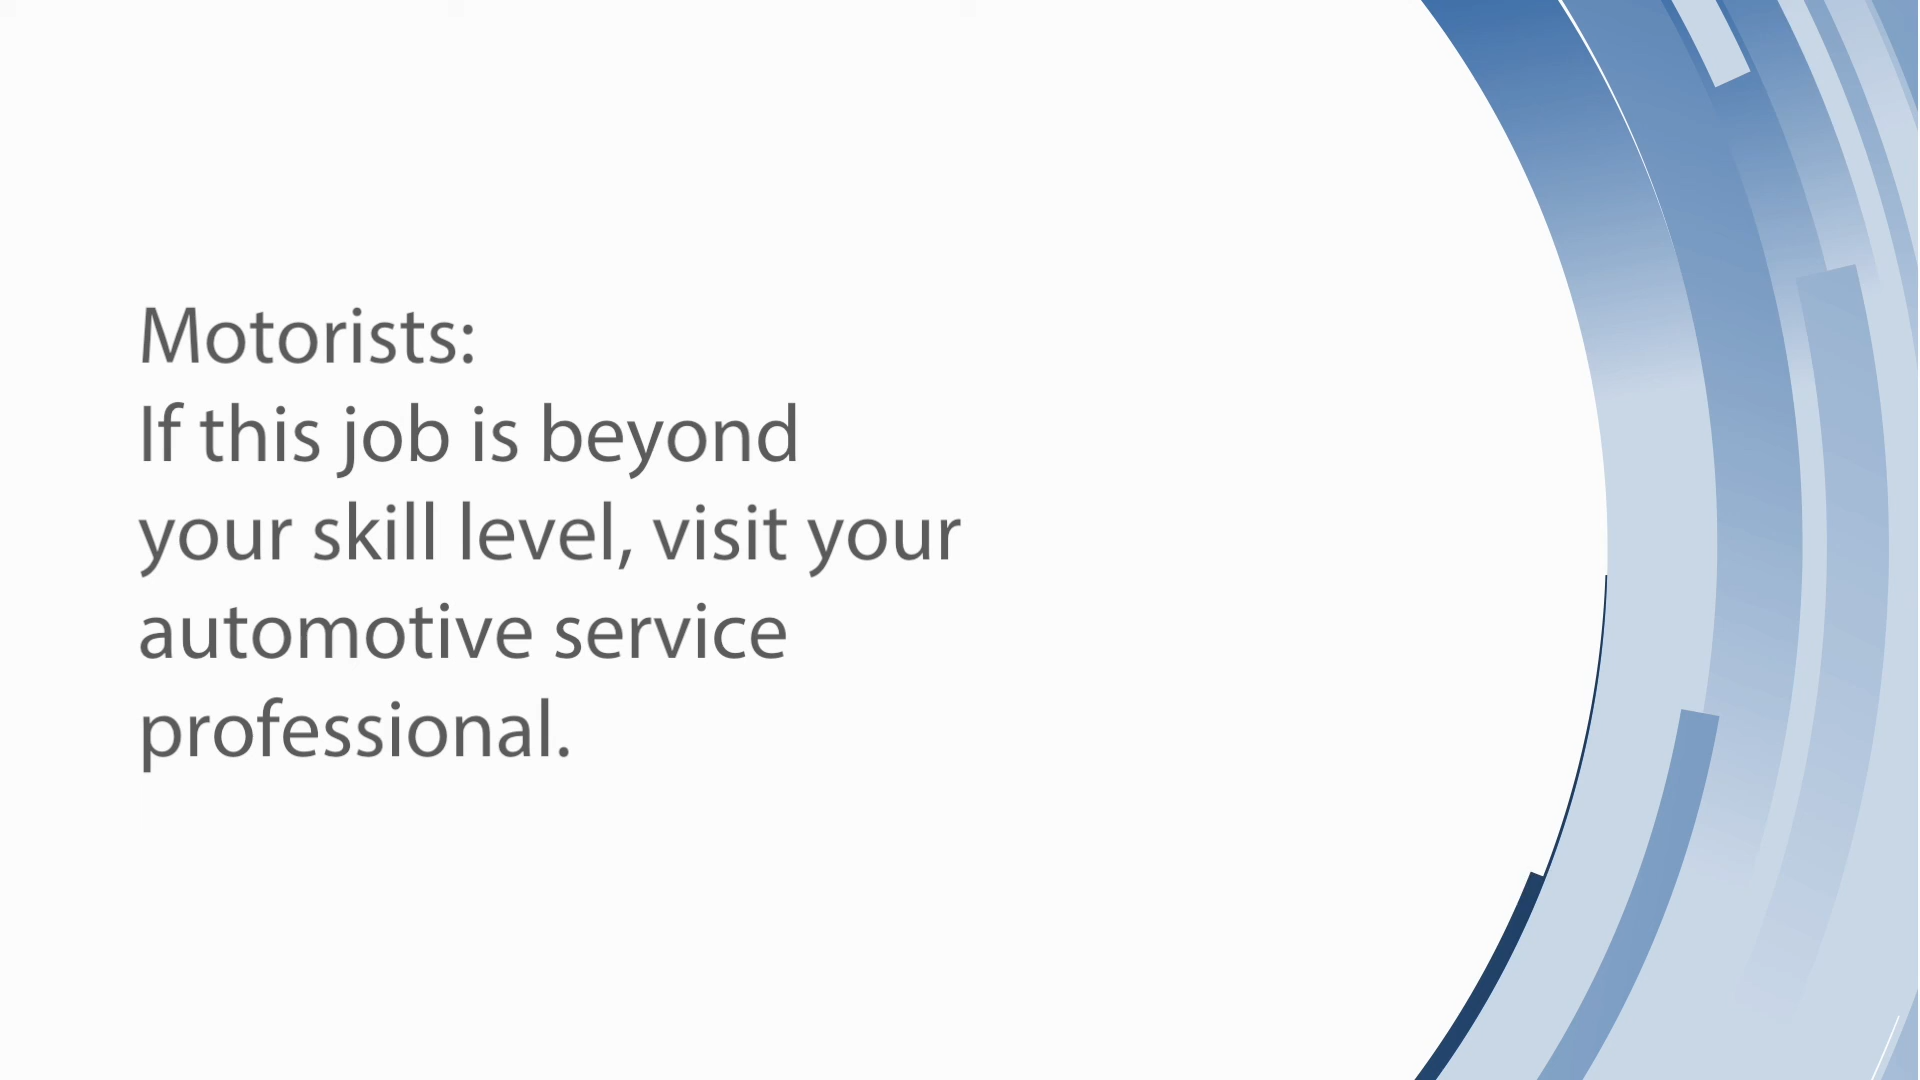 Motorists:
If this job is beyond
your skill level, visit your
automotive service
professional.